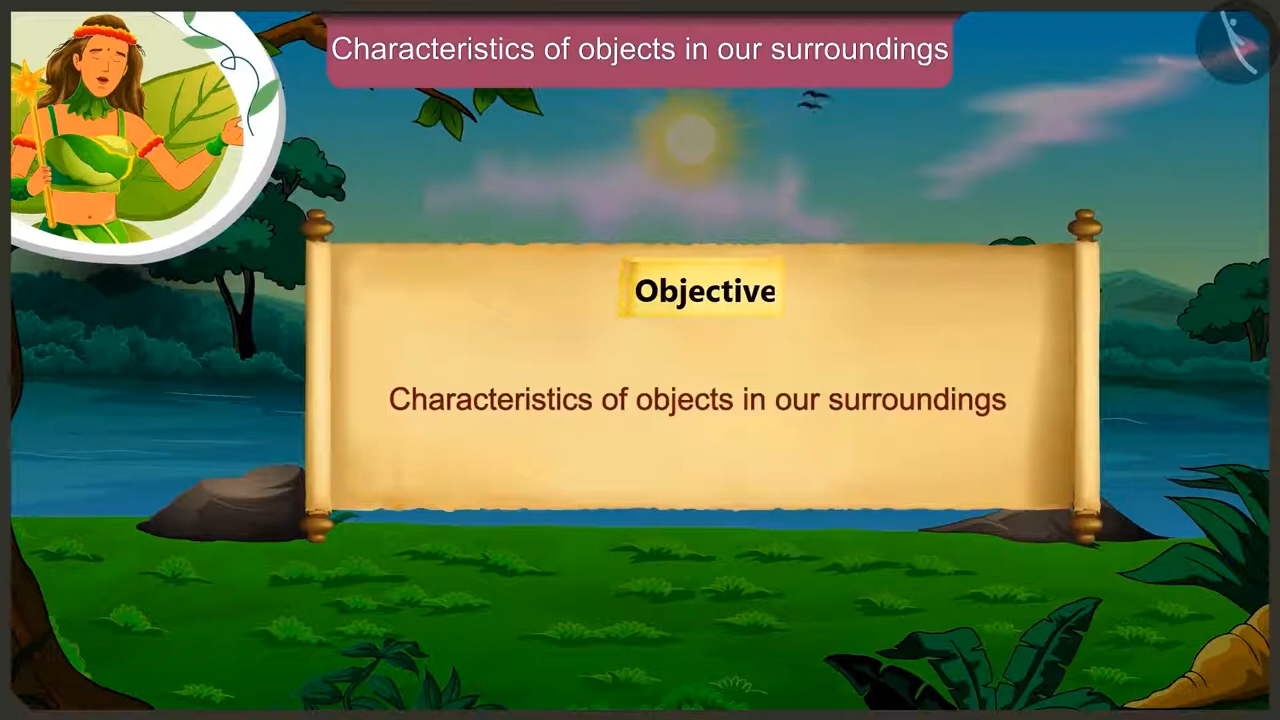 Characteristics of objects in our surroundings
Objective
Characteristics of objects in our surroundings